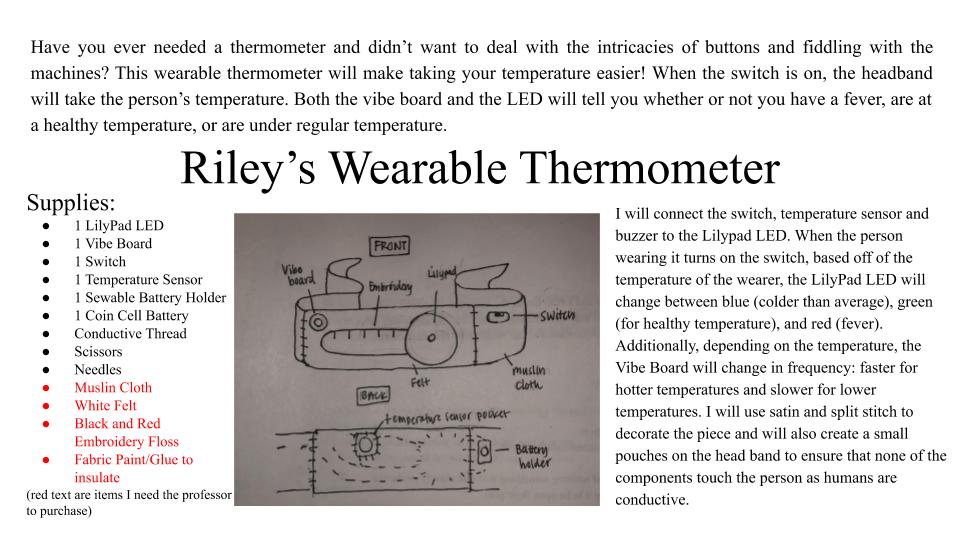 Have you ever needed a thermometer and didn’t want to deal with the intricacies of buttons and fiddling with the
machines? This wearable thermometer will make taking your temperature easier! When the switch is on, the headband
will take the person’s temperature. Both the vibe board and the LED will tell you whether or not you have a fever, are at
a healthy temperature, or are under regular temperature.
Riley’s Wearable Thermometer
Supplies:
● 1 LilyPad LED
● 1 Vibe Board
● 1 Switch
● 1 Temperature Sensor
● 1 Sewable Battery Holder
● 1 Coin Cell Battery
● Conductive Thread
● Scissors
● Needles
● Muslin Cloth
● White Felt
● Black and Red
Embroidery Floss
● Fabric Paint/Glue to
insulate
(red text are items I need the professor
to purchase)
FRONT
Vibe
board
Embroidery
Lilypad
Switch
Felt
muslin
cloth
BACK
temperature sensor pocket
Battery
holder
I will connect the switch, temperature sensor and
buzzer to the Lilypad LED. When the person
wearing it turns on the switch, based off of the
temperature of the wearer, the LilyPad LED will
change between blue (colder than average), green
(for healthy temperature), and red (fever).
Additionally, depending on the temperature, the
Vibe Board will change in frequency: faster for
hotter temperatures and slower for lower
temperatures. I will use satin and split stitch to
decorate the piece and will also create a small
pouches on the head band to ensure that none of the
components touch the person as humans are
conductive.